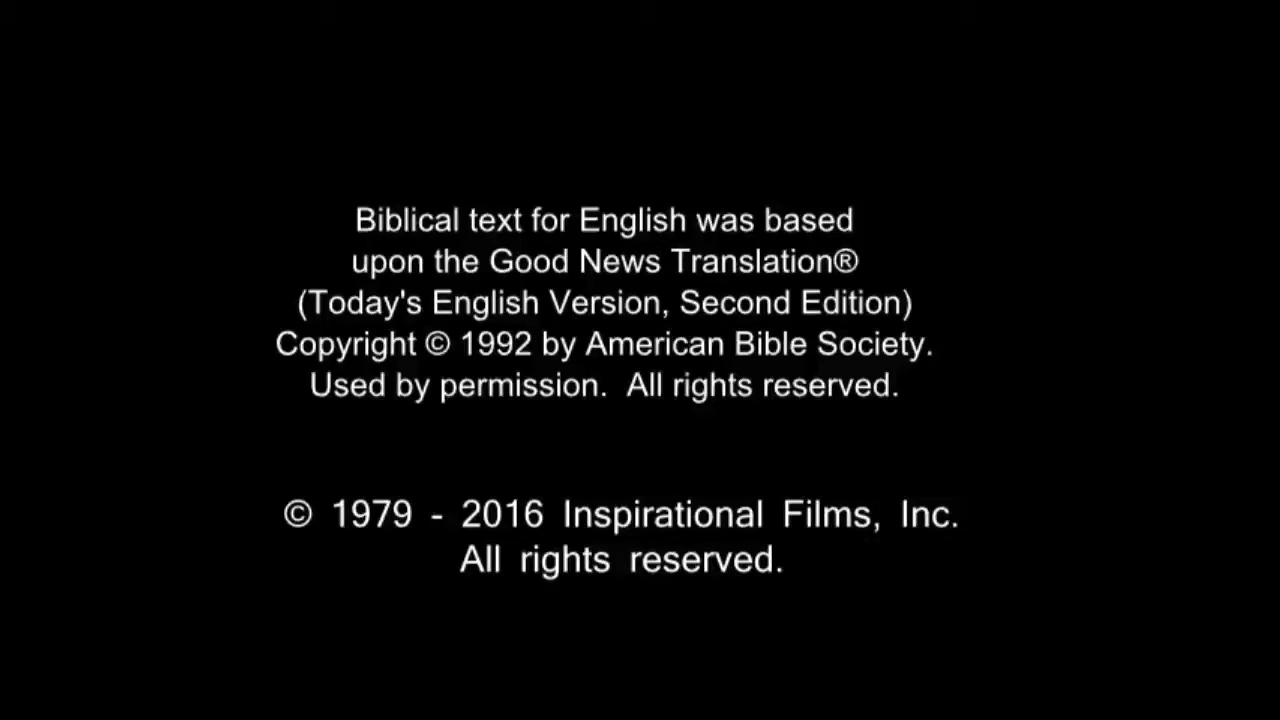 Biblical text for English was based
upon the Good News Translation®
(Today's English Version, Second Edition)
Copyright © 1992 by American Bible Society.
Used by permission.  All rights reserved.
© 1979 - 2016 Inspirational Films, Inc.
All rights reserved.